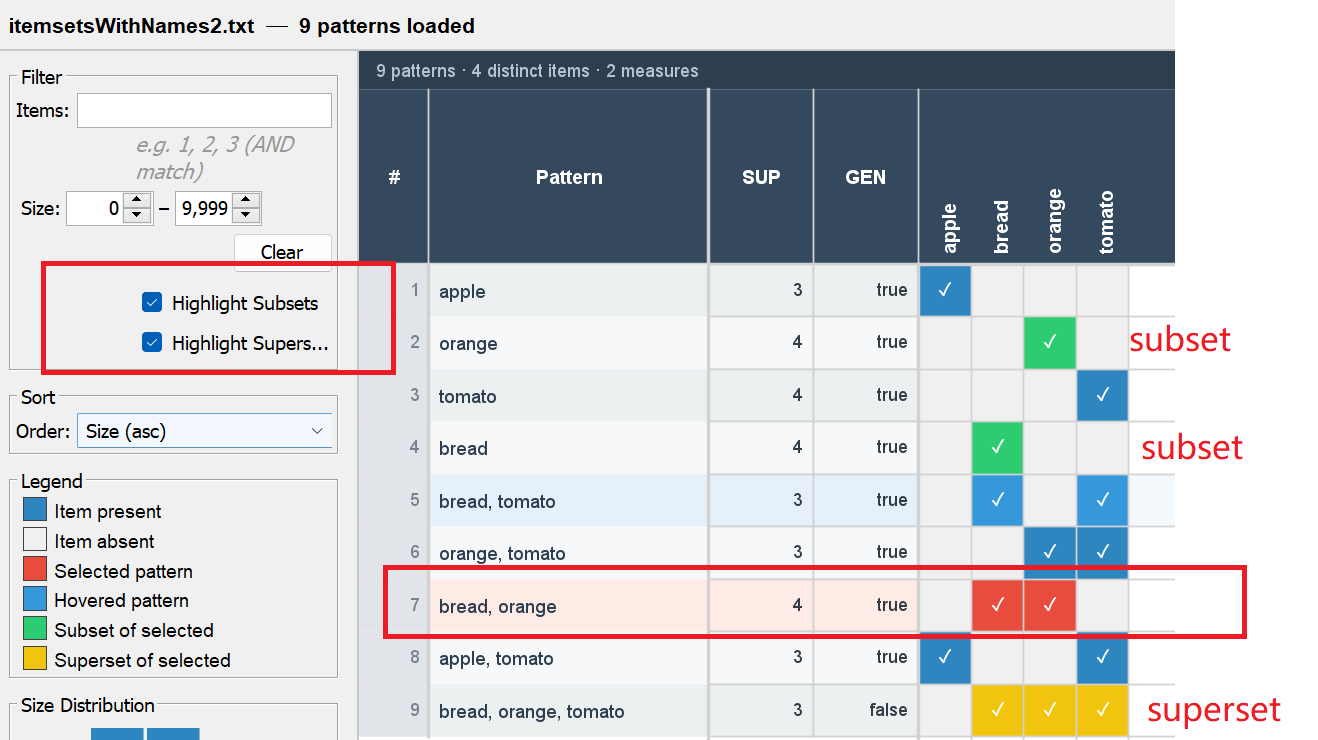 itemsetsWithNames2.txt — 9 patterns loaded
Filter
Items:
e.g. 1, 2, 3 (AND
match)
Size: 0 – 9,999
Clear
Highlight Subsets
Highlight Supers...
Sort
Order: Size (asc)
Legend
Item present
Item absent
Selected pattern
Hovered pattern
Subset of selected
Superset of selected
Size Distribution
9 patterns · 4 distinct items · 2 measures
# Pattern SUP GEN apple bread orange tomato
1 apple 3 true ✓
2 orange 4 true ✓ subset
3 tomato 4 true ✓
4 bread 4 true ✓ subset
5 bread, tomato 3 true ✓ ✓
6 orange, tomato 3 true ✓ ✓
7 bread, orange 4 true ✓ ✓
8 apple, tomato 3 true ✓ ✓
9 bread, orange, tomato 3 false ✓ ✓ ✓ superset